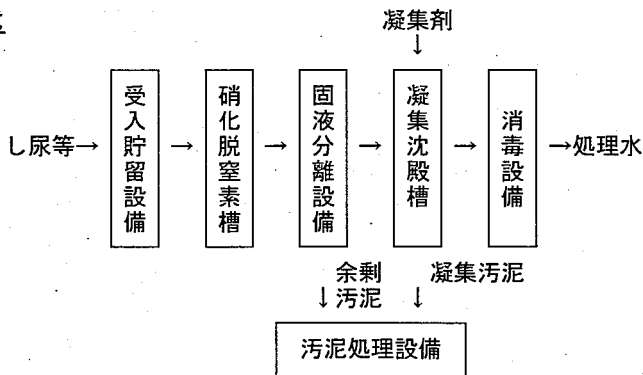 凝集剤
↓
し尿等→ 受入貯留設備 → 硝化脱窒素槽 → 固液分離設備 → 凝集沈殿槽 → 消毒設備 →処理水
余剰汚泥 凝集汚泥
↓ ↓
汚泥処理設備